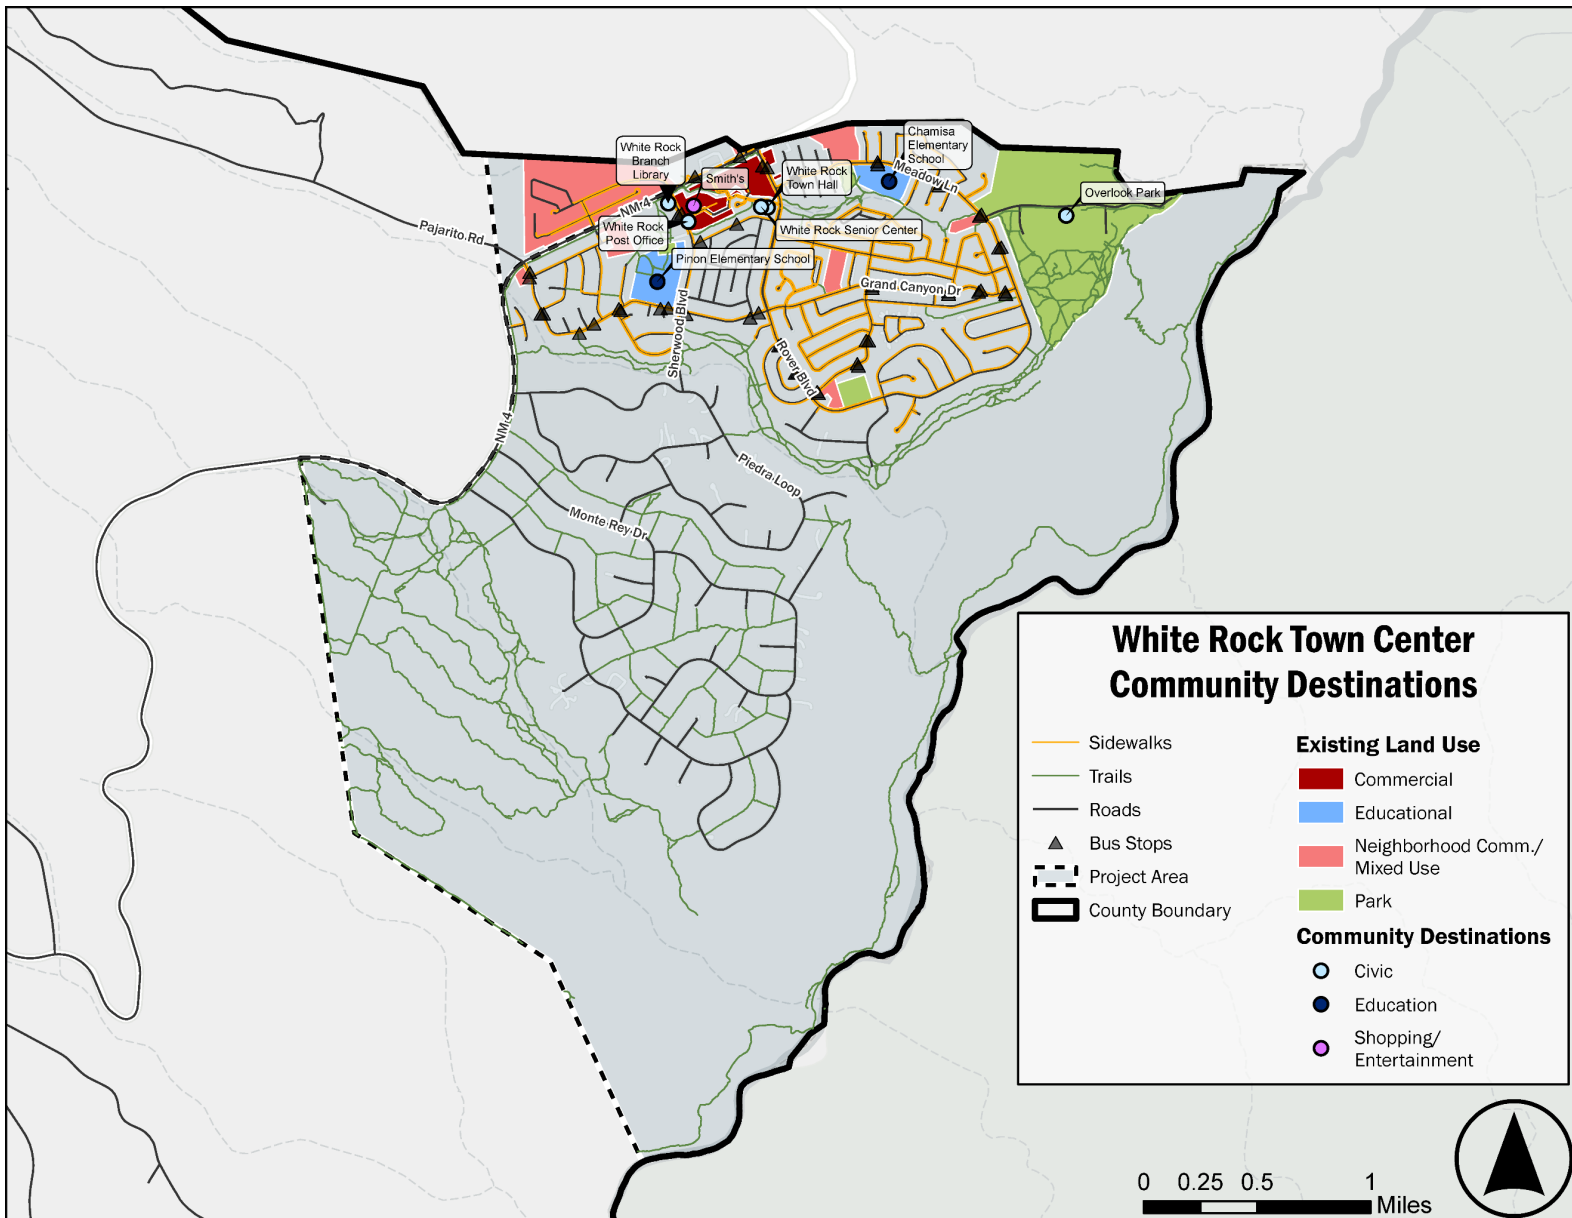 White Rock
Branch
Library
Smith's
White Rock
Town Hall
Chamisa
Elementary
School
Meadow Ln
Overlook Park
NM 4
White Rock
Post Office
White Rock Senior Center
Pajarito Rd
Pinon Elementary School
Grand Canyon Dr
Sherwood Blvd
Rover Blvd
NM 4
Piedra Loop
Monte Rey Dr
White Rock Town Center
Community Destinations
Sidewalks
Trails
Roads
Bus Stops
Project Area
County Boundary
Existing Land Use
Commercial
Educational
Neighborhood Comm./
Mixed Use
Park
Community Destinations
Civic
Education
Shopping/
Entertainment
0 0.25 0.5 1
Miles